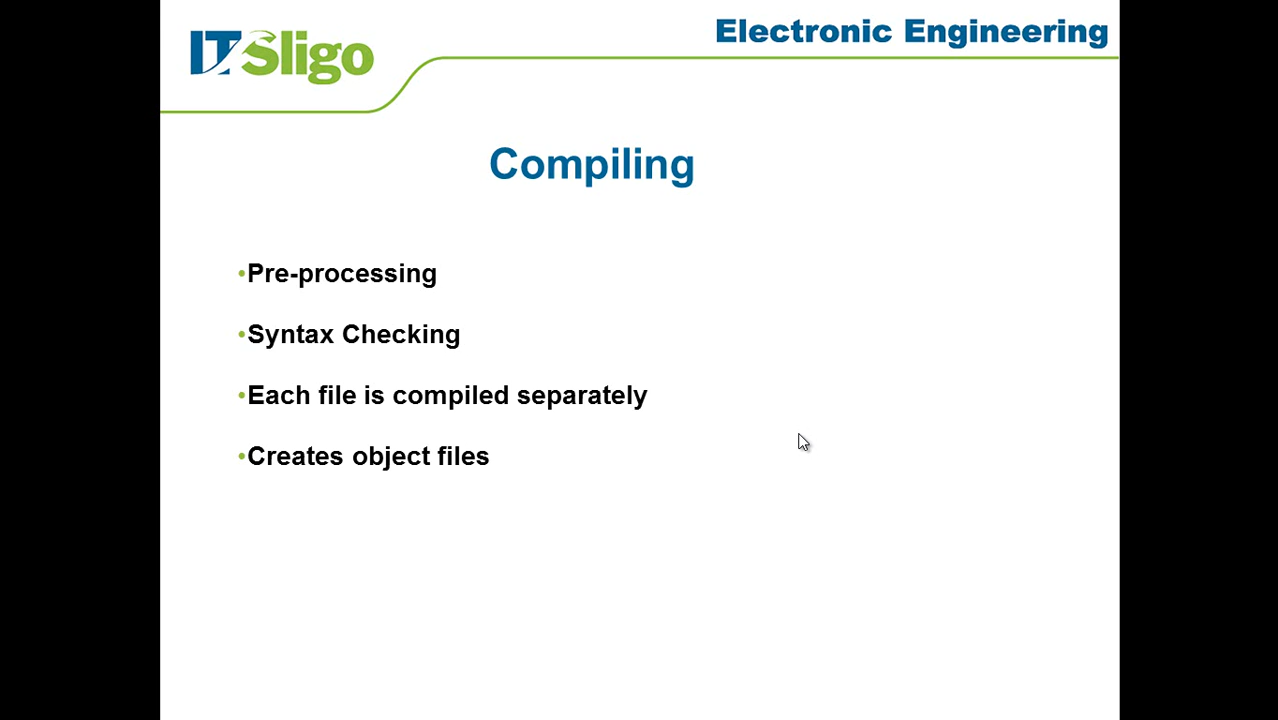 ITSligo
Electronic Engineering
Compiling
•Pre-processing
•Syntax Checking
•Each file is compiled separately
•Creates object files